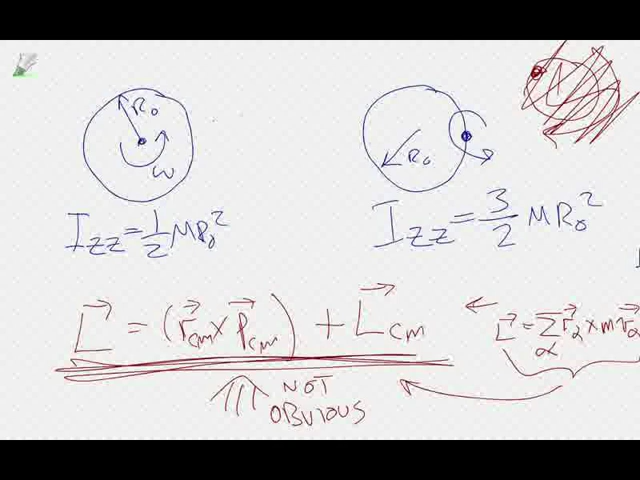 R₀
ω
R₀
I_zz = 1/2 MR₀²
I_zz = 3/2 MR₀²
L⃗ = (r⃗_cm × p⃗_cm) + L⃗_cm
← L⃗ = Σ_α r⃗_α × m v⃗_α
NOT
OBVIOUS